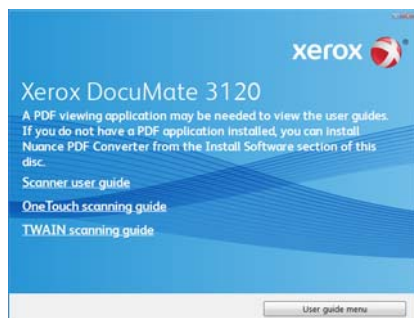 xerox
Xerox DocuMate 3120
A PDF viewing application may be needed to view the user guides.
If you do not have a PDF application installed, you can install
Nuance PDF Converter from the Install Software section of this
disc.
Scanner user guide
OneTouch scanning guide
TWAIN scanning guide
User guide menu